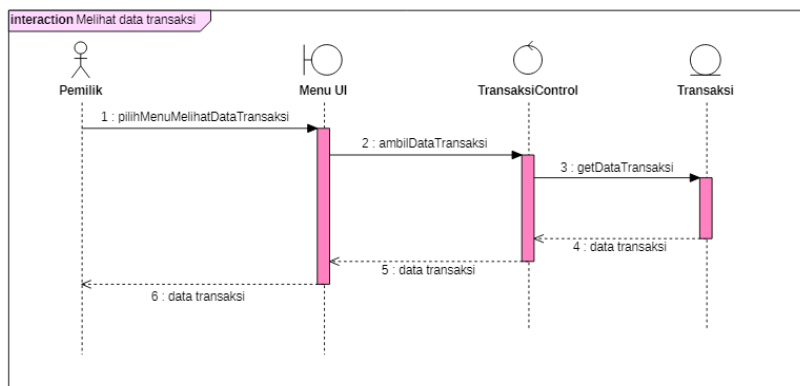 interaction Melihat data transaksi
Pemilik
Menu UI
TransaksiControl
Transaksi
1 : pilihMenuMelihatDataTransaksi
2 : ambilDataTransaksi
3 : getDataTransaksi
4 : data transaksi
5 : data transaksi
6 : data transaksi